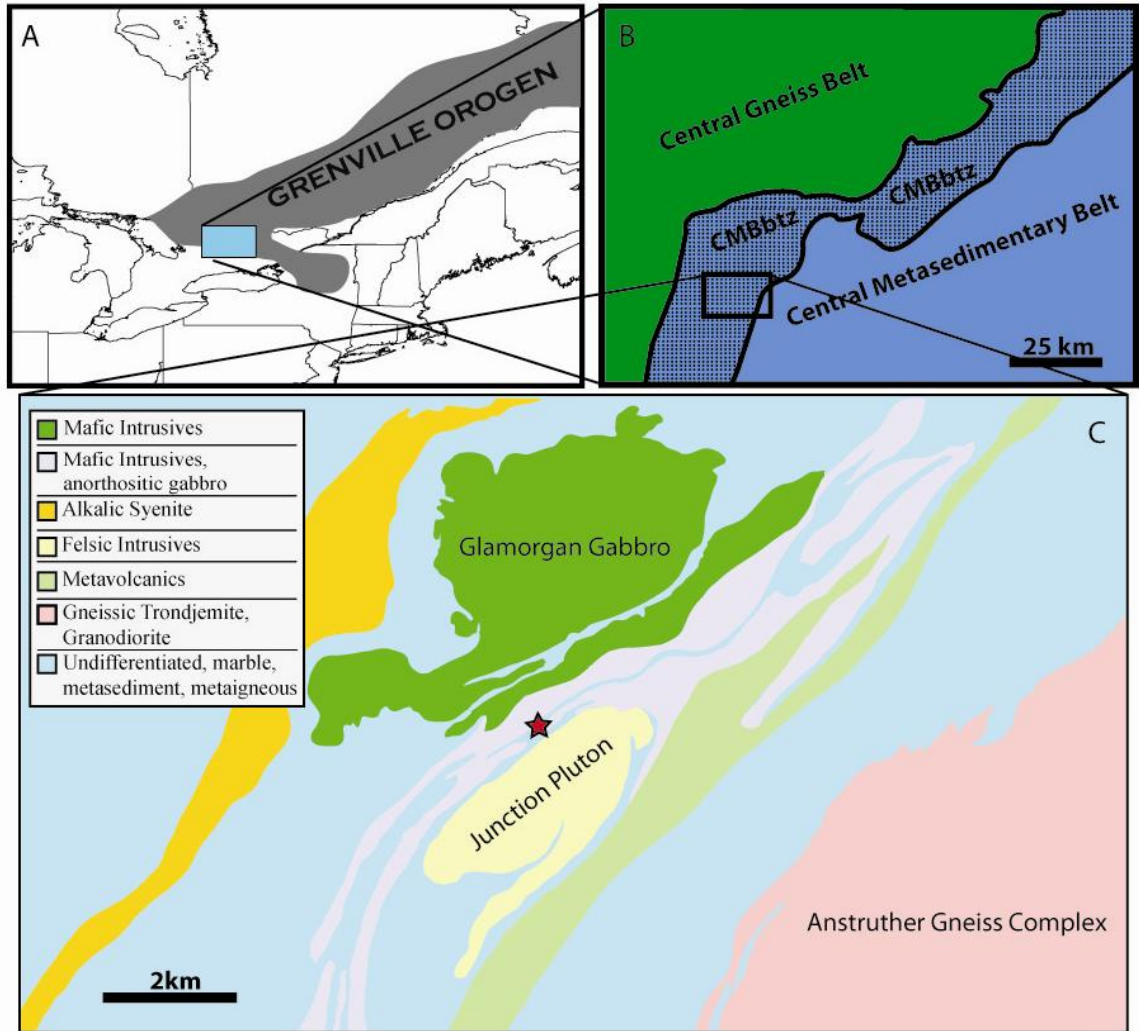 A
GRENVILLE OROGEN
B
Central Gneiss Belt
CMBbtz
CMBbtz
Central Metasedimentary Belt
25 km
C
Mafic Intrusives
Mafic Intrusives,
anorthositic gabbro
Alkalic Syenite
Felsic Intrusives
Metavolcanics
Gneissic Trondjemite,
Granodiorite
Undifferentiated, marble,
metasediment, metaigneous
Glamorgan Gabbro
Junction Pluton
Anstruther Gneiss Complex
2km